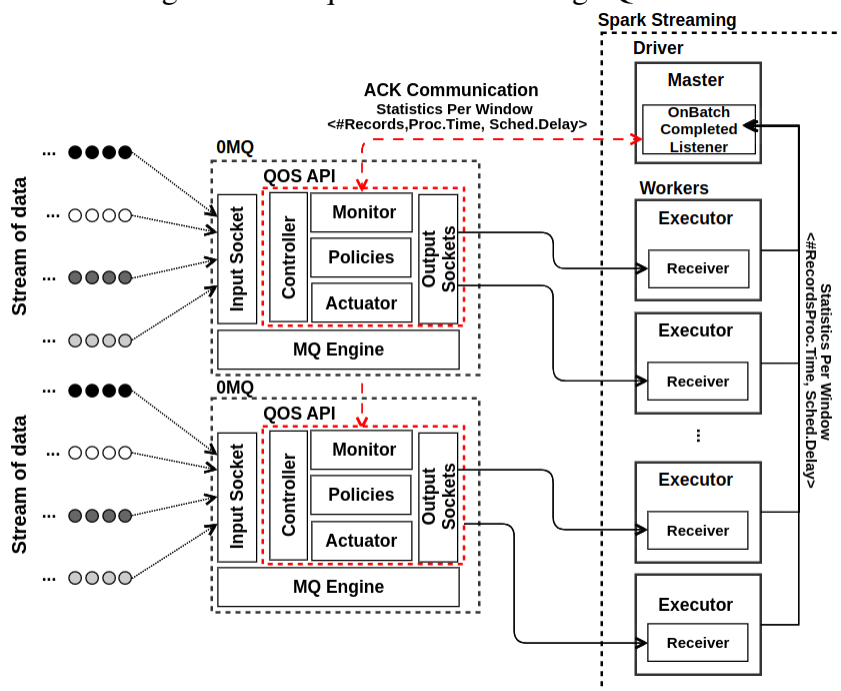 Spark Streaming
Driver
Master
OnBatch
Completed
Listener
ACK Communication
Statistics Per Window
<#Records,Proc.Time, Sched.Delay>
Workers
Executor
Receiver
Executor
Receiver
...
Executor
Receiver
Executor
Receiver
Statistics Per Window
<#RecordsProc.Time, Sched.Delay>
Stream of data
...
...
...
...
0MQ
QOS API
Input Socket
Controller
Monitor
Policies
Actuator
Output
Sockets
MQ Engine
Stream of data
...
...
...
...
0MQ
QOS API
Input Socket
Controller
Monitor
Policies
Actuator
Output
Sockets
MQ Engine